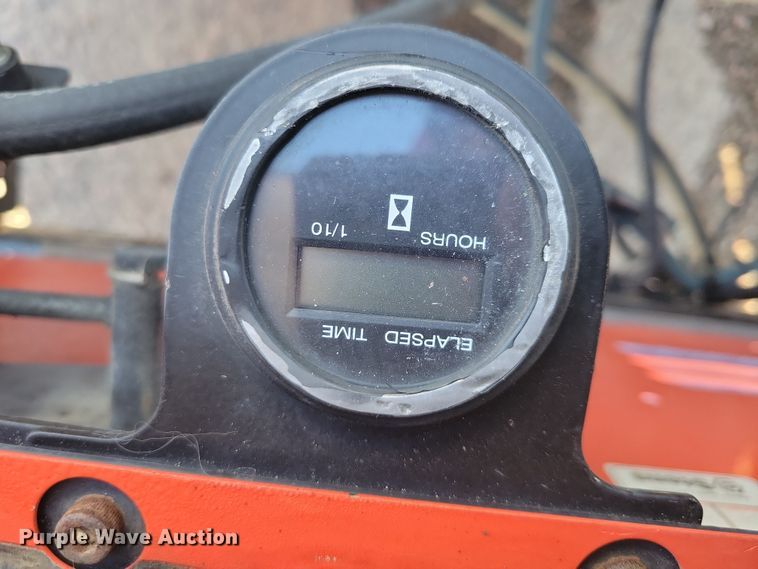 ELAPSED TIME
HOURS 1/10
Purple Wave Auction